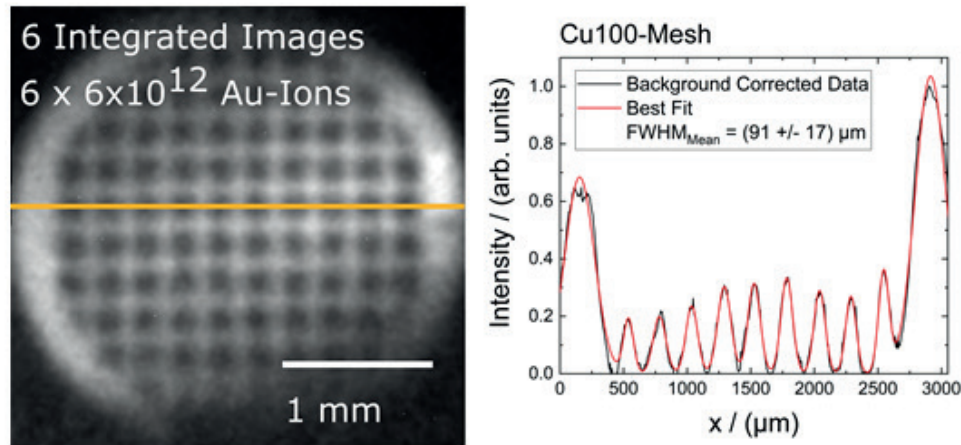 6 Integrated Images
6 x 6x10¹² Au-Ions
1 mm
Cu100-Mesh
Background Corrected Data
Best Fit
FWHM_Mean = (91 +/- 17) µm
Intensity / (arb. units)
1.0
0.8
0.6
0.4
0.2
0.0
0 500 1000 1500 2000 2500 3000
x / (µm)